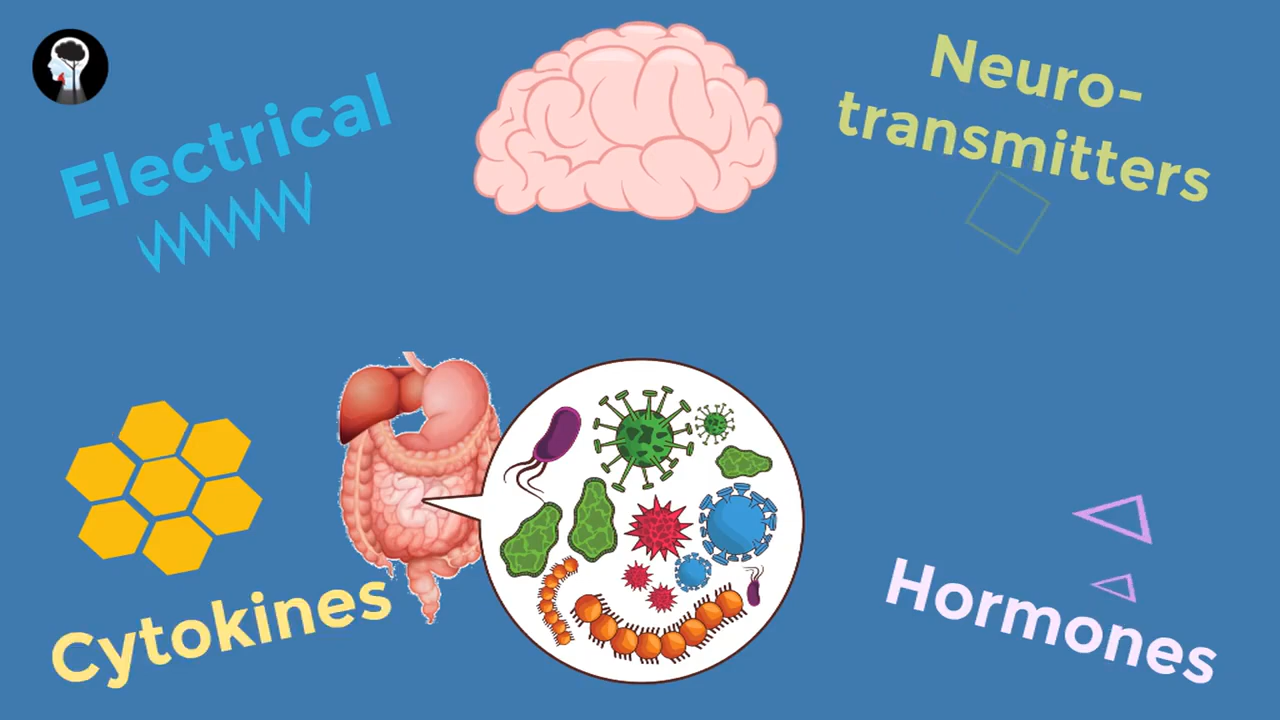 Electrical
Neuro-
transmitters
Cytokines
Hormones